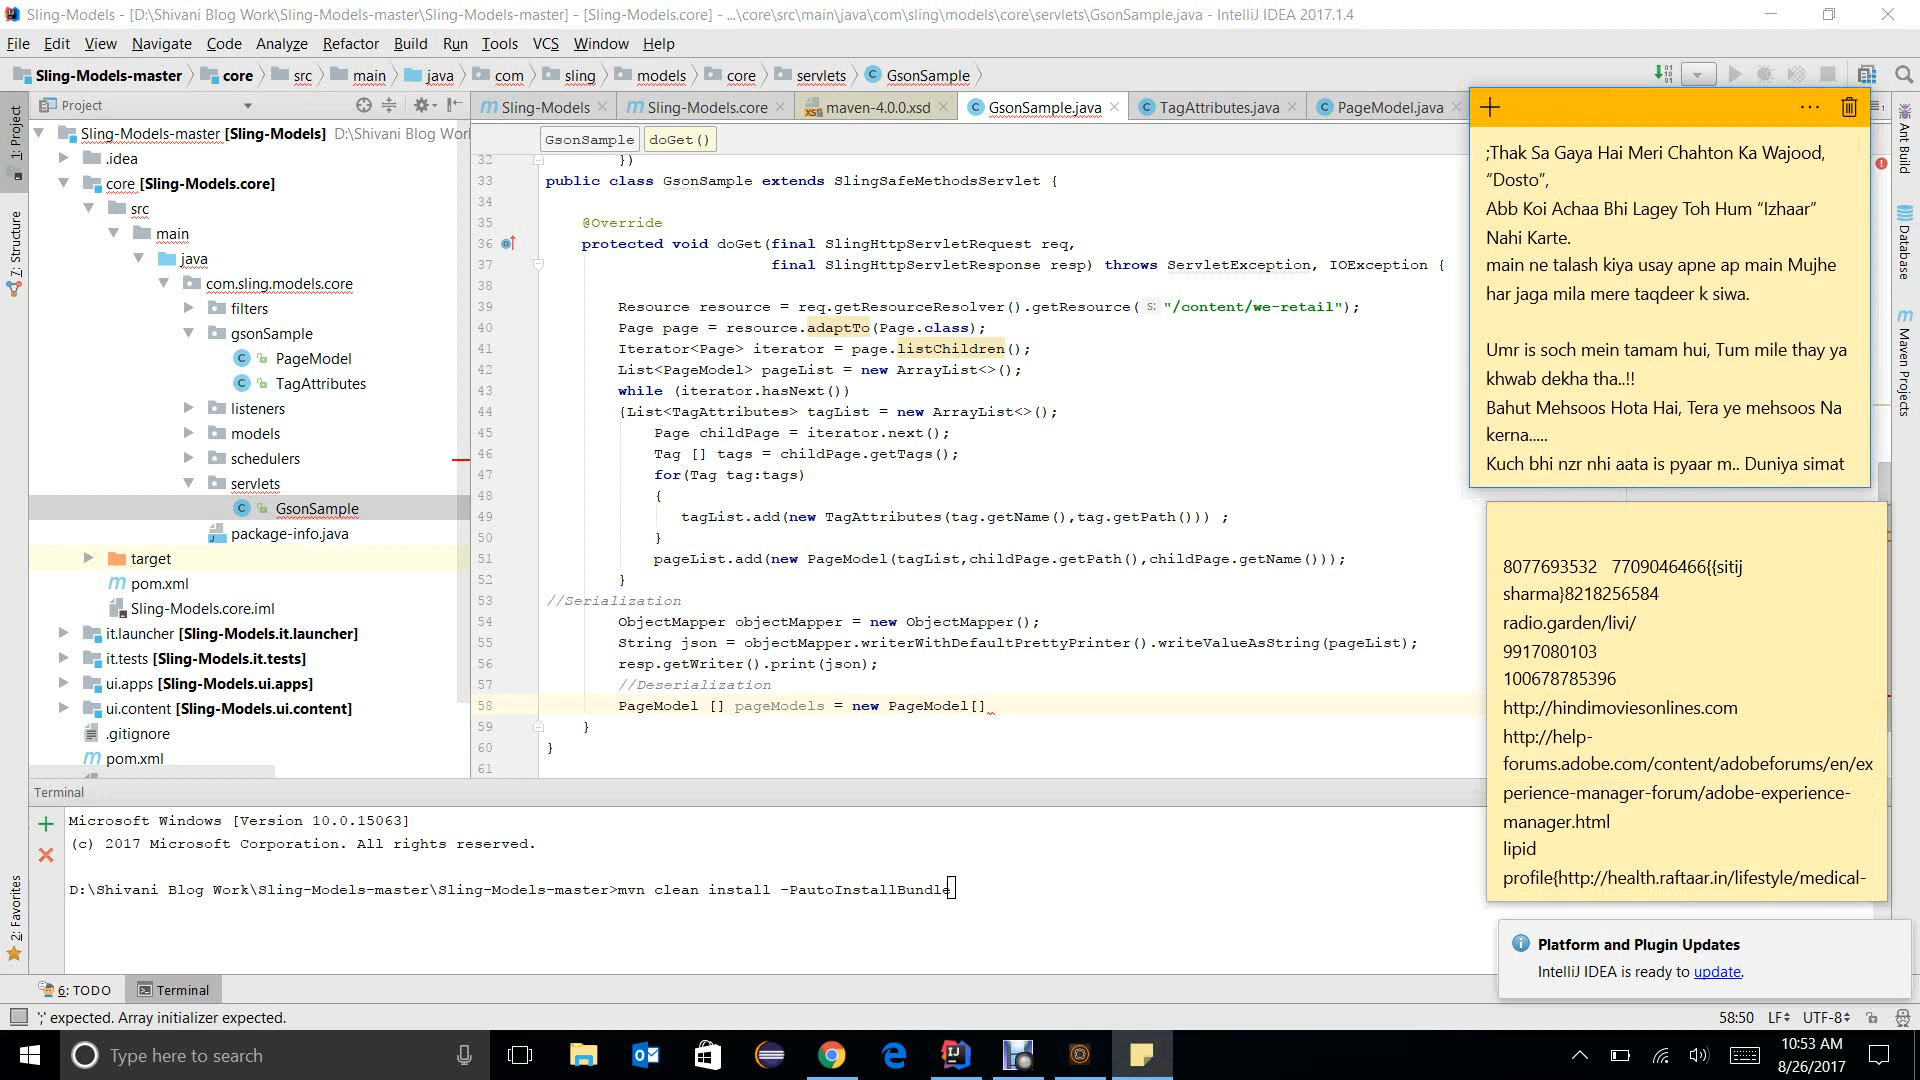 Sling-Models - [D:\Shivani Blog Work\Sling-Models-master\Sling-Models-master] - [Sling-Models.core] - ...\core\src\main\java\com\sling\models\core\servlets\GsonSample.java - IntelliJ IDEA 2017.1.4
File Edit View Navigate Code Analyze Refactor Build Run Tools VCS Window Help
Sling-Models-master core src main java com sling models core servlets GsonSample
1: Project
7: Structure
2: Favorites
Project
Sling-Models-master [Sling-Models] D:\Shivani Blog Wor
.idea
core [Sling-Models.core]
src
main
java
com.sling.models.core
filters
gsonSample
PageModel
TagAttributes
listeners
models
schedulers
servlets
GsonSample
package-info.java
target
pom.xml
Sling-Models.core.iml
it.launcher [Sling-Models.it.launcher]
it.tests [Sling-Models.it.tests]
ui.apps [Sling-Models.ui.apps]
ui.content [Sling-Models.ui.content]
.gitignore
pom.xml
Sling-Models Sling-Models.core maven-4.0.0.xsd GsonSample.java TagAttributes.java PageModel.java
GsonSample doGet()
32 })
33 public class GsonSample extends SlingSafeMethodsServlet {
34
35 @Override
36 protected void doGet(final SlingHttpServletRequest req,
37 final SlingHttpServletResponse resp) throws ServletException, IOException {
38
39 Resource resource = req.getResourceResolver().getResource( s: "/content/we-retail");
40 Page page = resource.adaptTo(Page.class);
41 Iterator<Page> iterator = page.listChildren();
42 List<PageModel> pageList = new ArrayList<>();
43 while (iterator.hasNext())
44 {List<TagAttributes> tagList = new ArrayList<>();
45 Page childPage = iterator.next();
46 Tag [] tags = childPage.getTags();
47 for(Tag tag:tags)
48 {
49 tagList.add(new TagAttributes(tag.getName(),tag.getPath())) ;
50 }
51 pageList.add(new PageModel(tagList,childPage.getPath(),childPage.getName()));
52 }
53 //Serialization
54 ObjectMapper objectMapper = new ObjectMapper();
55 String json = objectMapper.writerWithDefaultPrettyPrinter().writeValueAsString(pageList);
56 resp.getWriter().print(json);
57 //Deserialization
58 PageModel [] pageModels = new PageModel[]
59 }
60 }
61
Ant Build
Database
Maven Projects
;Thak Sa Gaya Hai Meri Chahton Ka Wajood,
“Dosto”,
Abb Koi Achaa Bhi Lagey Toh Hum “Izhaar”
Nahi Karte.
main ne talash kiya usay apne ap main Mujhe
har jaga mila mere taqdeer k siwa.
Umr is soch mein tamam hui, Tum mile thay ya
khwab dekha tha..!!
Bahut Mehsoos Hota Hai, Tera ye mehsoos Na
kerna.....
Kuch bhi nzr nhi aata is pyaar m.. Duniya simat
8077693532 7709046466{{sitij
sharma}8218256584
radio.garden/livi/
9917080103
100678785396
http://hindimoviesonlines.com
http://help-
forums.adobe.com/content/adobeforums/en/ex
perience-manager-forum/adobe-experience-
manager.html
lipid
profile{http://health.raftaar.in/lifestyle/medical-
Terminal
Microsoft Windows [Version 10.0.15063]
(c) 2017 Microsoft Corporation. All rights reserved.
D:\Shivani Blog Work\Sling-Models-master\Sling-Models-master>mvn clean install -PautoInstallBundle
Platform and Plugin Updates
IntelliJ IDEA is ready to update.
6: TODO Terminal
';' expected. Array initializer expected.
58:50 LF UTF-8
Type here to search
10:53 AM
8/26/2017